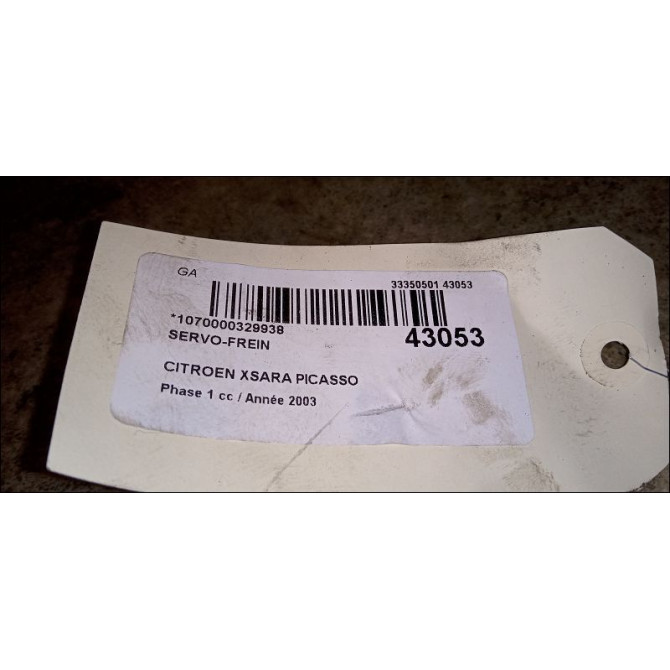 GA
33350501 43053
*1070000329938
43053
SERVO-FREIN
CITROEN XSARA PICASSO
Phase 1 cc / Année 2003